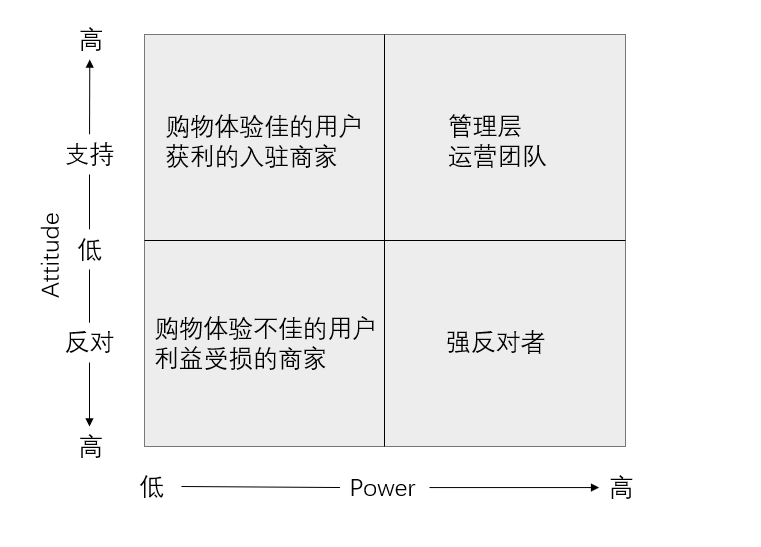 高
支持
Attitude
低
反对
高
购物体验佳的用户
获利的入驻商家
管理层
运营团队
购物体验不佳的用户
利益受损的商家
强反对者
低
Power
高